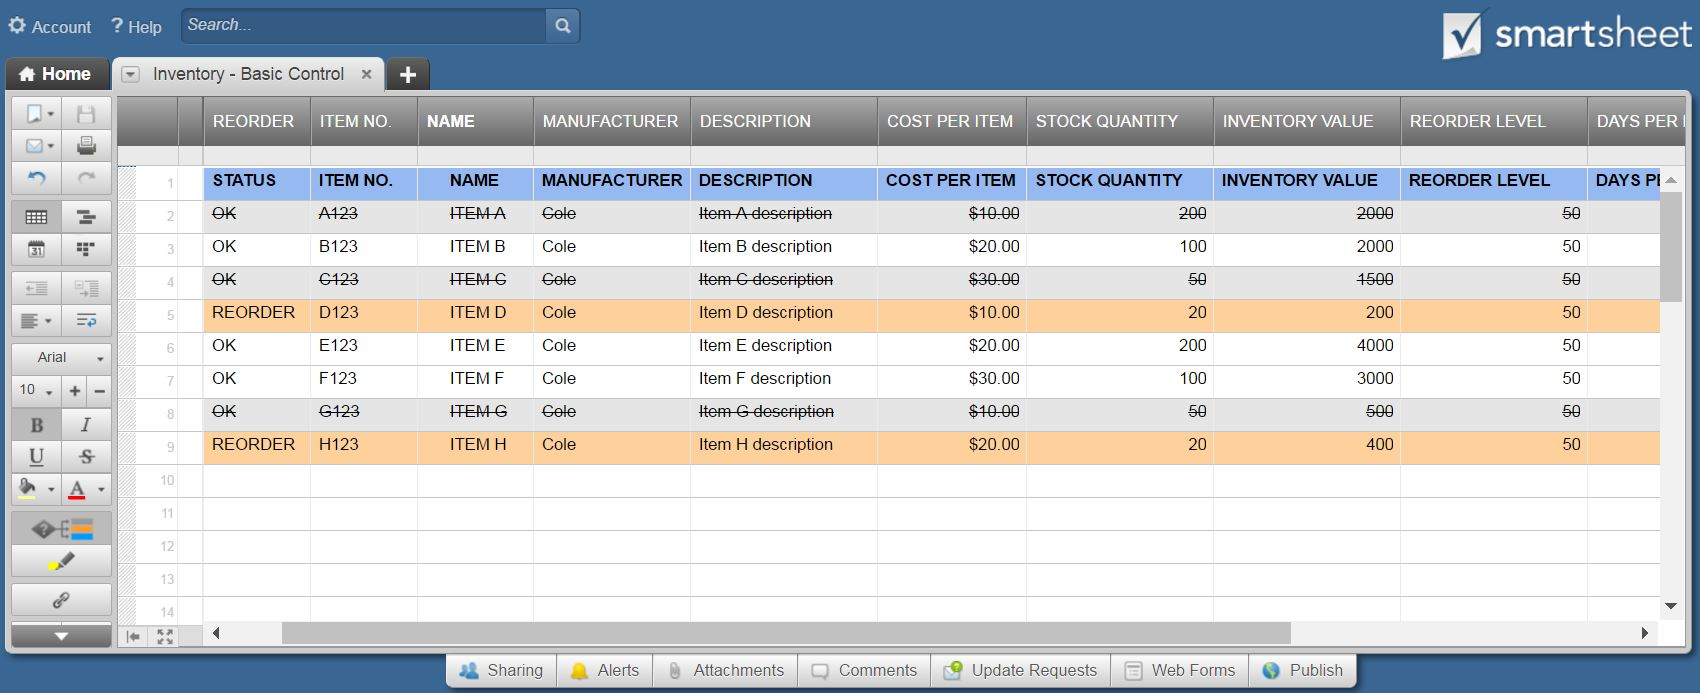 Account ? Help Search... smartsheet
Home Inventory - Basic Control × +
REORDER ITEM NO. NAME MANUFACTURER DESCRIPTION COST PER ITEM STOCK QUANTITY INVENTORY VALUE REORDER LEVEL DAYS PER
1 STATUS ITEM NO. NAME MANUFACTURER DESCRIPTION COST PER ITEM STOCK QUANTITY INVENTORY VALUE REORDER LEVEL DAYS
2 OK A123 ITEM A Cole Item A description $10.00 200 2000 50
3 OK B123 ITEM B Cole Item B description $20.00 100 2000 50
4 OK C123 ITEM C Cole Item C description $30.00 50 1500 50
5 REORDER D123 ITEM D Cole Item D description $10.00 20 200 50
6 OK E123 ITEM E Cole Item E description $20.00 200 4000 50
7 OK F123 ITEM F Cole Item F description $30.00 100 3000 50
8 OK G123 ITEM G Cole Item G description $10.00 50 500 50
9 REORDER H123 ITEM H Cole Item H description $20.00 20 400 50
10
11
12
13
14
31
Arial
10 + −
B I
U S
A
Sharing Alerts Attachments Comments Update Requests Web Forms Publish